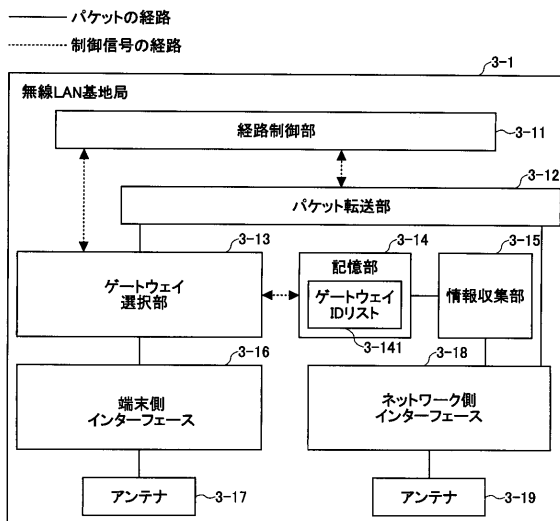 パケットの経路
制御信号の経路
3-1
無線LAN基地局
経路制御部
3-11
3-12
パケット転送部
3-13
3-14
3-15
ゲートウェイ
選択部
記憶部
ゲートウェイ
IDリスト
情報収集部
3-141
3-16
3-18
端末側
インターフェース
ネットワーク側
インターフェース
アンテナ
3-17
アンテナ
3-19